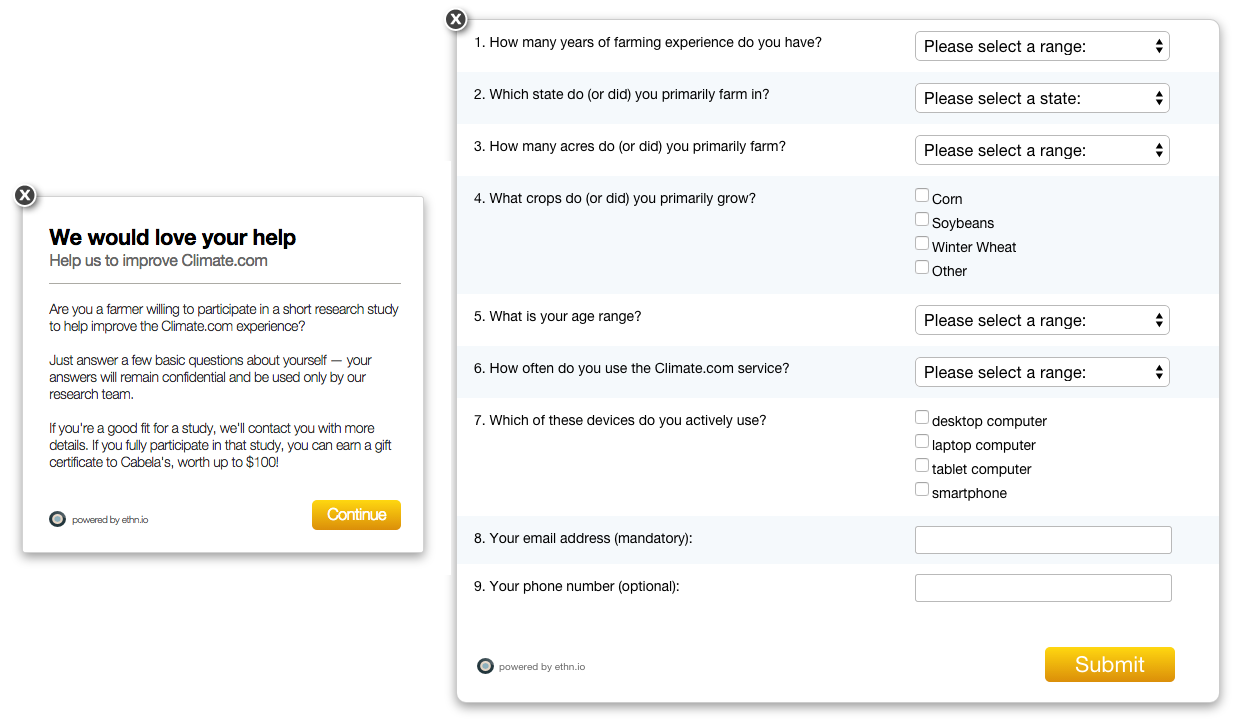 X
We would love your help
Help us to improve Climate.com
Are you a farmer willing to participate in a short research study
to help improve the Climate.com experience?
Just answer a few basic questions about yourself — your
answers will remain confidential and be used only by our
research team.
If you're a good fit for a study, we'll contact you with more
details. If you fully participate in that study, you can earn a gift
certificate to Cabela's, worth up to $100!
powered by ethn.io
Continue
X
1. How many years of farming experience do you have?
Please select a range:
2. Which state do (or did) you primarily farm in?
Please select a state:
3. How many acres do (or did) you primarily farm?
Please select a range:
4. What crops do (or did) you primarily grow?
Corn
Soybeans
Winter Wheat
Other
5. What is your age range?
Please select a range:
6. How often do you use the Climate.com service?
Please select a range:
7. Which of these devices do you actively use?
desktop computer
laptop computer
tablet computer
smartphone
8. Your email address (mandatory):
9. Your phone number (optional):
powered by ethn.io
Submit